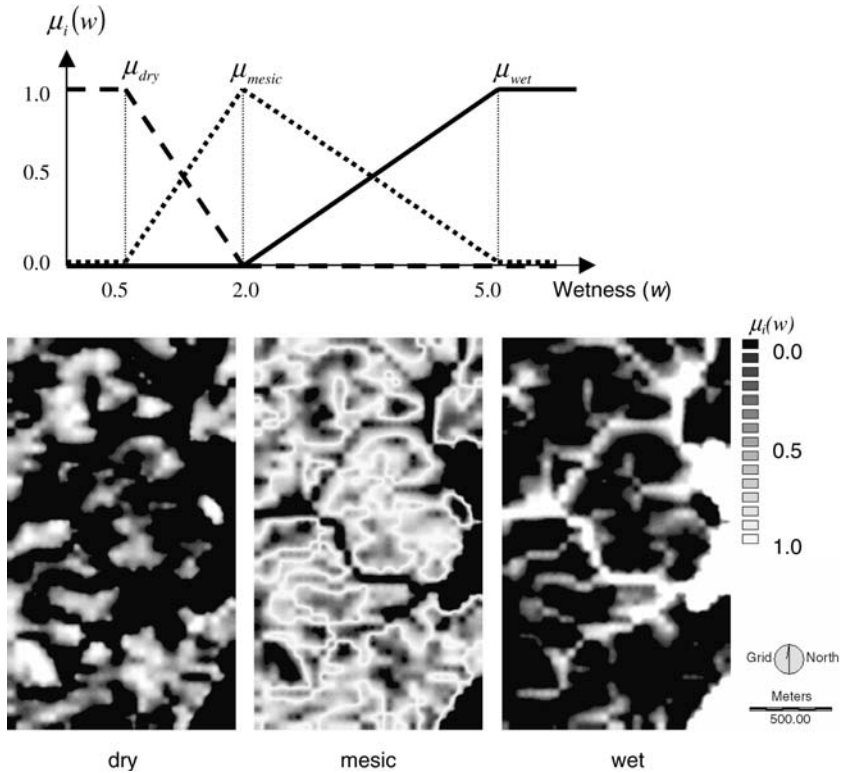 μi(w)
μdry μmesic μwet
1.0
0.5
0.0
0.5 2.0 5.0 Wetness (w)
μi(w)
0.0
0.5
1.0
Grid North
Meters
500.00
dry mesic wet